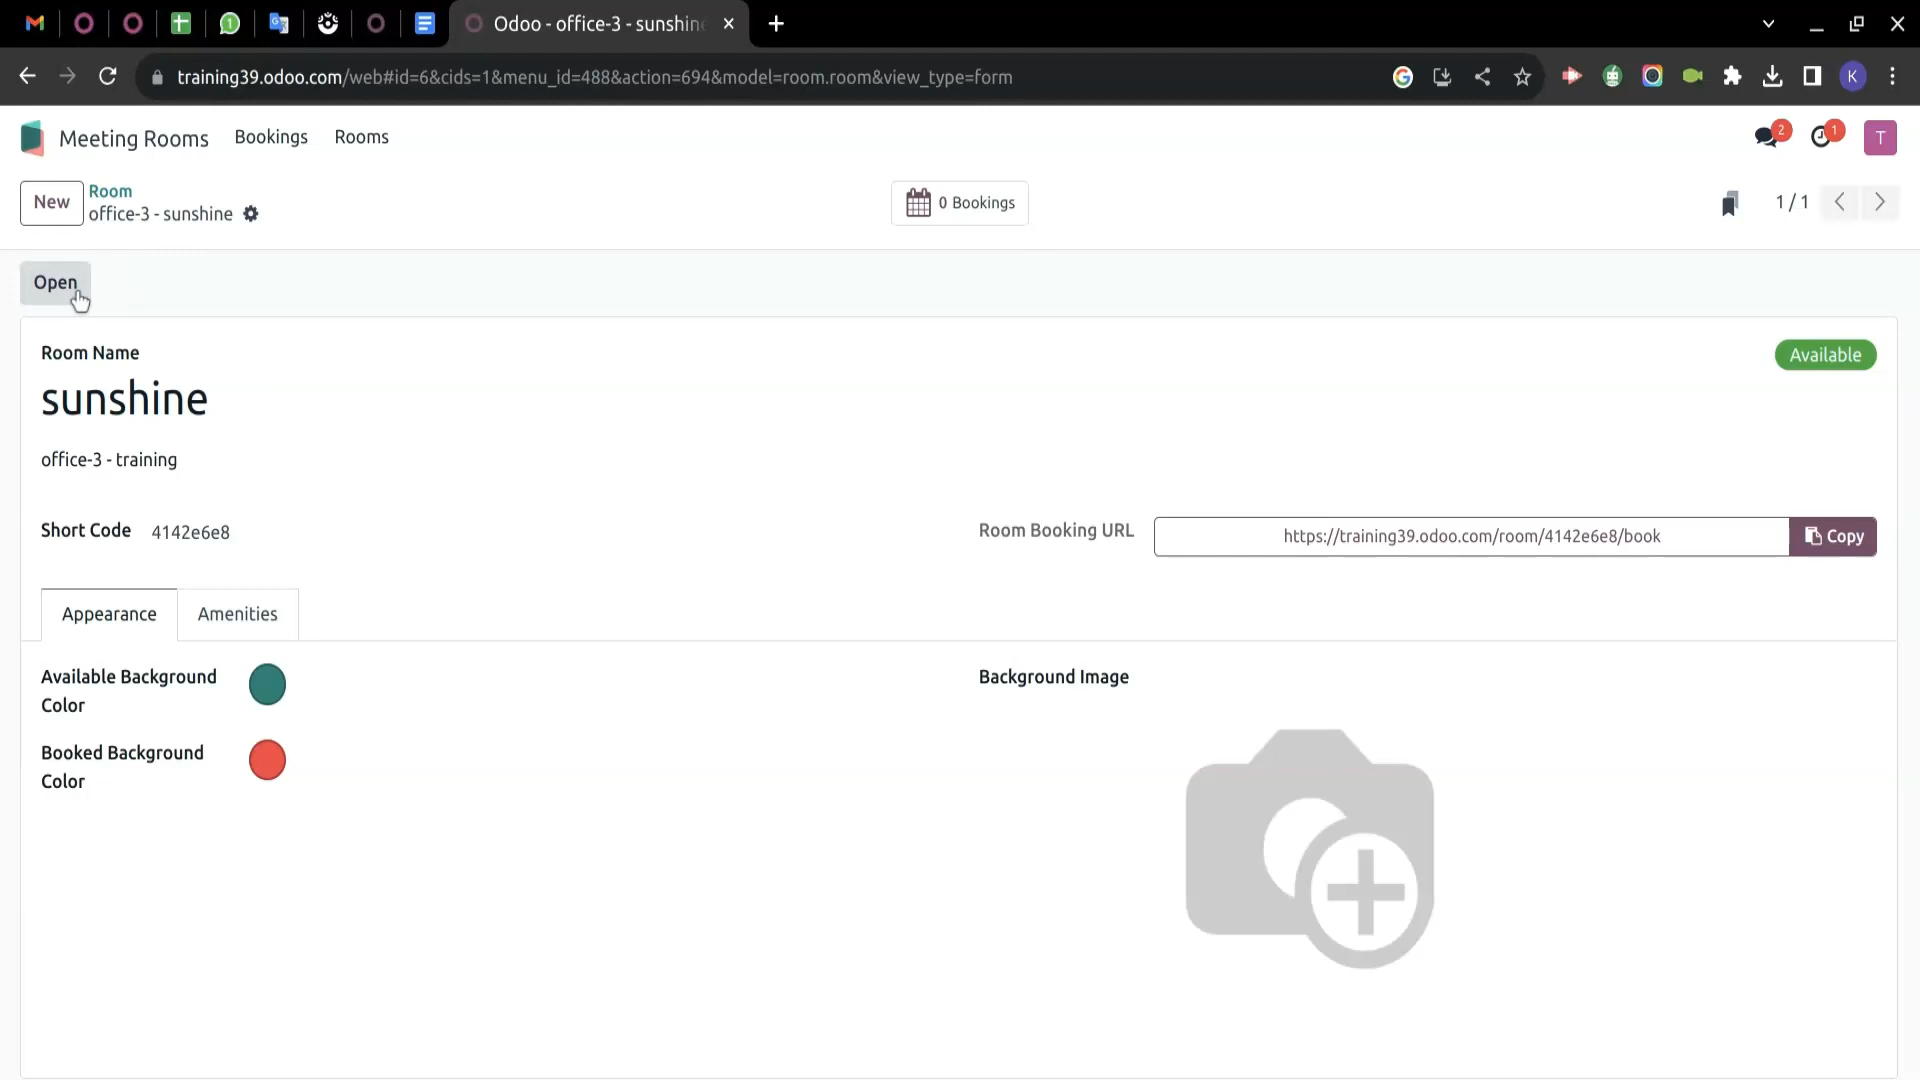 Odoo - office-3 - sunshin
training39.odoo.com/web#id=6&cids=1&menu_id=488&action=694&model=room.room&view_type=form
K
Meeting Rooms Bookings Rooms
2 1 T
New
Room
office-3 - sunshine
0 Bookings
1 / 1
Open
Room Name
Available
sunshine
office-3 - training
Short Code 4142e6e8
Room Booking URL https://training39.odoo.com/room/4142e6e8/book Copy
Appearance Amenities
Available Background
Color
Background Image
Booked Background
Color